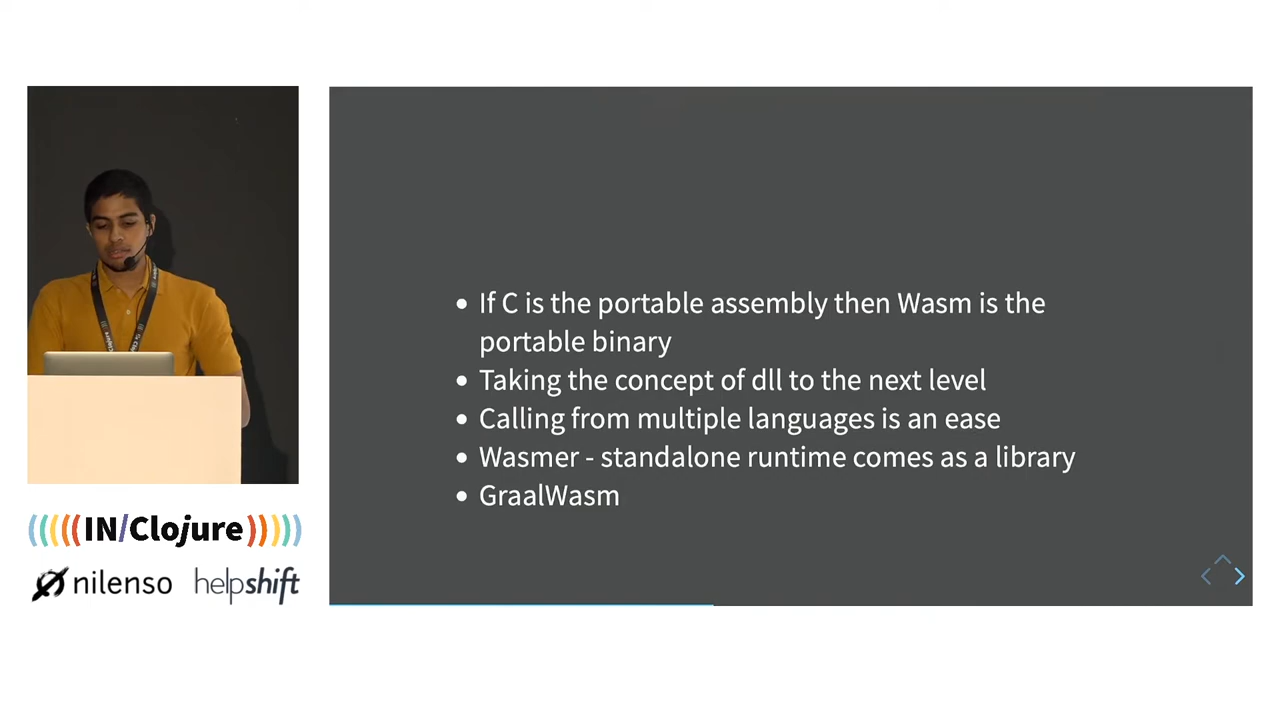 If C is the portable assembly then Wasm is the
portable binary
Taking the concept of dll to the next level
Calling from multiple languages is an ease
Wasmer - standalone runtime comes as a library
GraalWasm
(((((IN/Clojure)))))
nilenso helpshift